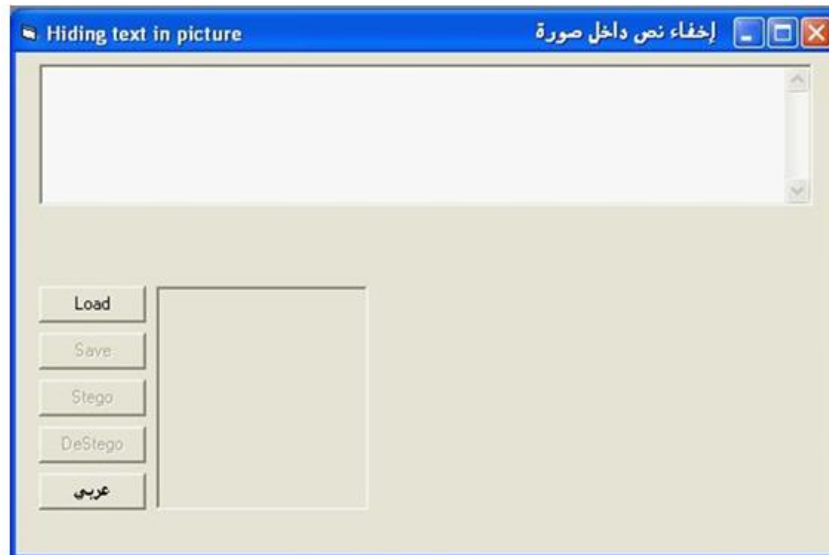 Hiding text in picture إخفاء نص داخل صورة
Load
Save
Stego
DeStego
عربي